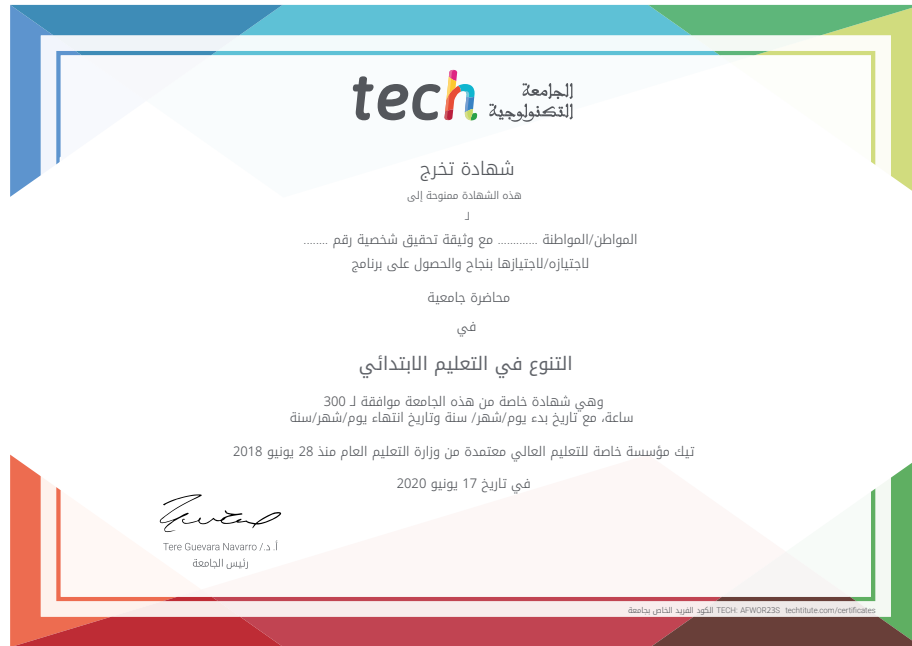 tech الجامعة
التكنولوجية
شهادة تخرج
هذه الشهادة ممنوحة إلى
لـ
المواطن/المواطنة ............ مع وثيقة تحقيق شخصية رقم ........
لاجتيازه/لاجتيازها بنجاح والحصول على برنامج
محاضرة جامعية
في
التنوع في التعليم الابتدائي
وهي شهادة خاصة من هذه الجامعة موافقة لـ 300
ساعة، مع تاريخ بدء يوم/شهر/ سنة وتاريخ انتهاء يوم/شهر/سنة
تيك مؤسسة خاصة للتعليم العالي معتمدة من وزارة التعليم العام منذ 28 يونيو 2018
في تاريخ 17 يونيو 2020
أ. د./ Tere Guevara Navarro
رئيس الجامعة
الكود الفريد الخاص بجامعة TECH: AFWOR23S techtitute.com/certificates